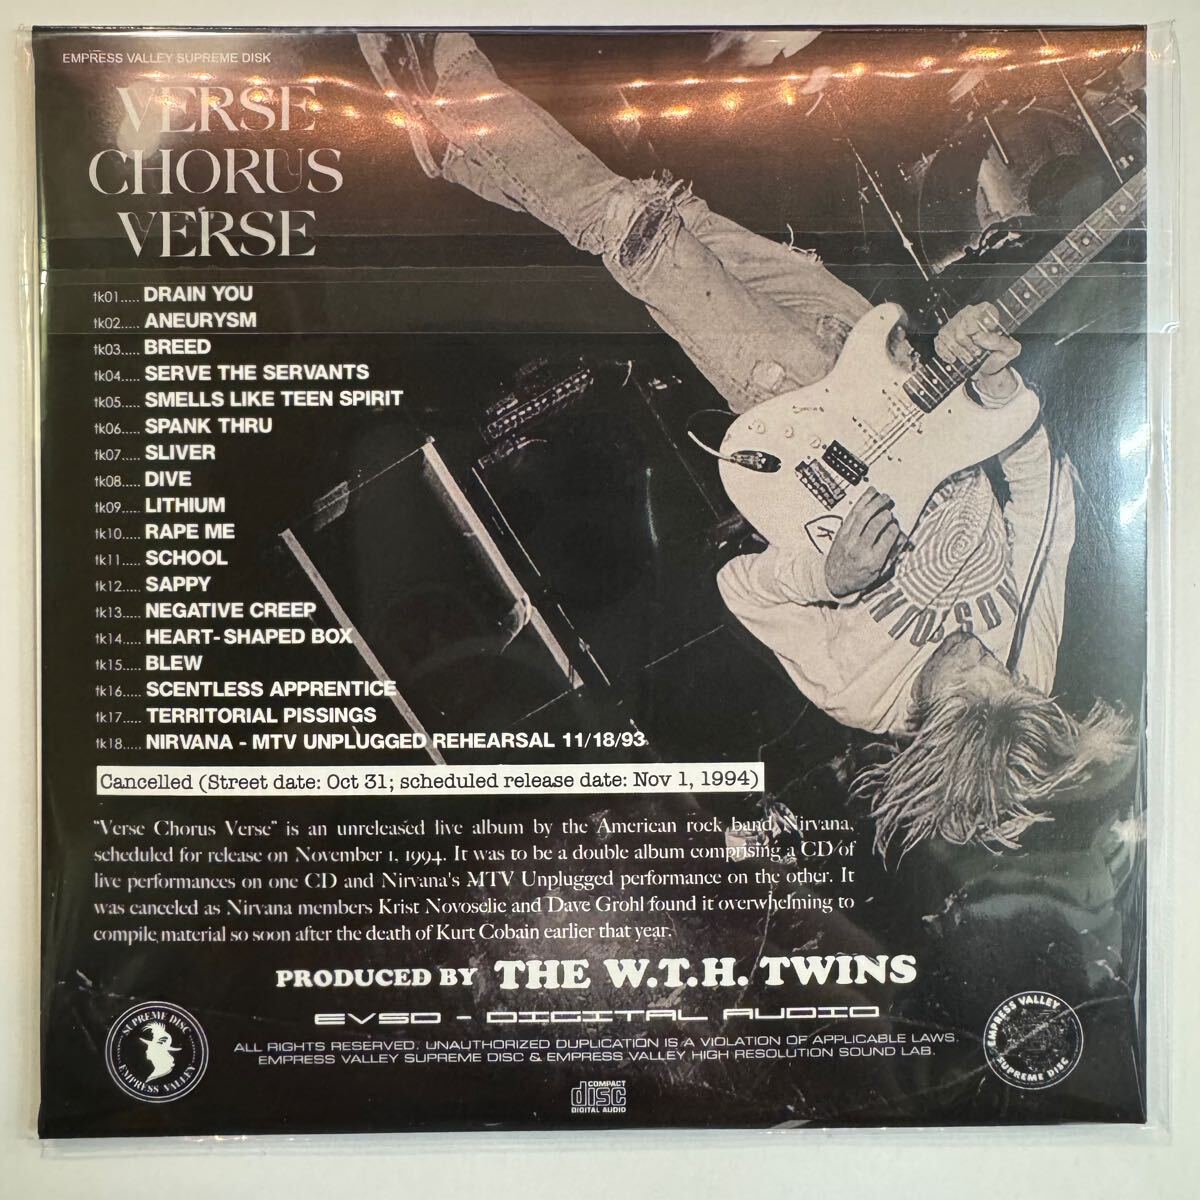 EMPRESS VALLEY SUPREME DISK
VERSE
CHORUS
VERSE
tk01..... DRAIN YOU
tk02..... ANEURYSM
tk03..... BREED
tk04..... SERVE THE SERVANTS
tk05..... SMELLS LIKE TEEN SPIRIT
tk06..... SPANK THRU
tk07..... SLIVER
tk08..... DIVE
tk09..... LITHIUM
tk10..... RAPE ME
tk11..... SCHOOL
tk12..... SAPPY
tk13..... NEGATIVE CREEP
tk14..... HEART-SHAPED BOX
tk15..... BLEW
tk16..... SCENTLESS APPRENTICE
tk17..... TERRITORIAL PISSINGS
tk18..... NIRVANA - MTV UNPLUGGED REHEARSAL 11/18/93
Cancelled (Street date: Oct 31; scheduled release date: Nov 1, 1994)
"Verse Chorus Verse" is an unreleased live album by the American rock band Nirvana,
scheduled for release on November 1, 1994. It was to be a double album comprising a CD of
live performances on one CD and Nirvana's MTV Unplugged performance on the other. It
was canceled as Nirvana members Krist Novoselic and Dave Grohl found it overwhelming to
compile material so soon after the death of Kurt Cobain earlier that year.
PRODUCED BY THE W.T.H. TWINS
EVSD - DIGITAL AUDIO
ALL RIGHTS RESERVED. UNAUTHORIZED DUPLICATION IS A VIOLATION OF APPLICABLE LAWS.
EMPRESS VALLEY SUPREME DISC & EMPRESS VALLEY HIGH RESOLUTION SOUND LAB.
SUPREME DISC
EMPRESS VALLEY
EMPRESS VALLEY
SUPREME DISC
COMPACT
disc
DIGITAL AUDIO